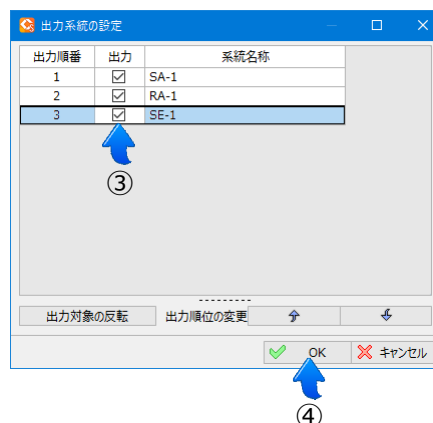 出力系統の設定
出力順番 出力 系統名称
1 SA-1
2 RA-1
3 SE-1
③
出力対象の反転 出力順位の変更
OK キャンセル
④